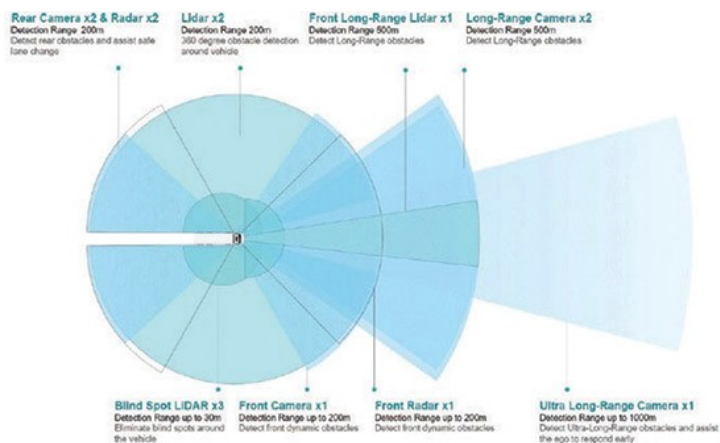 Rear Camera x2 & Radar x2
Detection Range 200m
Detect rear obstacles and assist safe
lane change
Lidar x2
Detection Range 200m
360 degree obstacle detection
around vehicle
Front Long-Range Lidar x1
Detection Range 500m
Detect Long-Range obstacles
Long-Range Camera x2
Detection Range 500m
Detect Long-Range obstacles
Blind Spot LIDAR x3
Detection Range up to 30m
Eliminate blind spots around
the vehicle
Front Camera x1
Detection Range up to 200m
Detect front dynamic obstacles
Front Radar x1
Detection Range up to 200m
Detect front dynamic obstacles
Ultra Long-Range Camera x1
Detection Range up to 1000m
Detect Ultra-Long-Range obstacles and assist
the ego to respond early